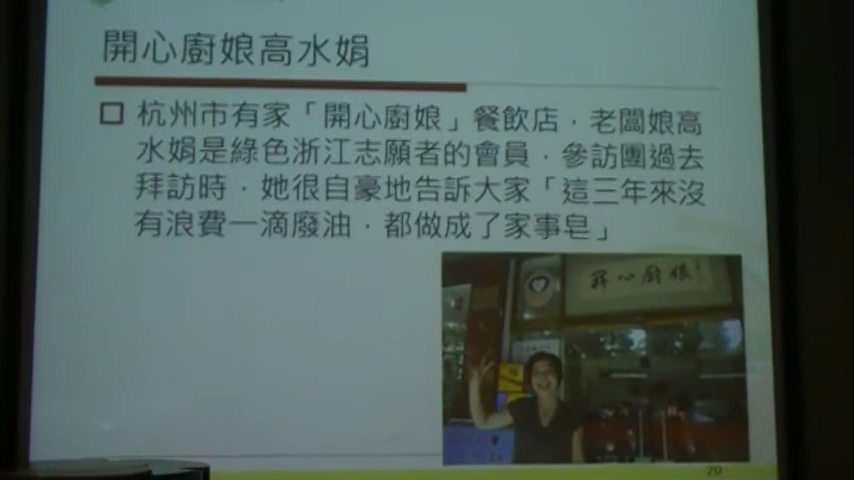 開心廚娘高水娟
杭州市有家「開心廚娘」餐飲店，老闆娘高
水娟是綠色浙江志願者的會員，參訪團過去
拜訪時，她很自豪地告訴大家「這三年來沒
有浪費一滴廢油，都做成了家事皂」
開心廚娘
20